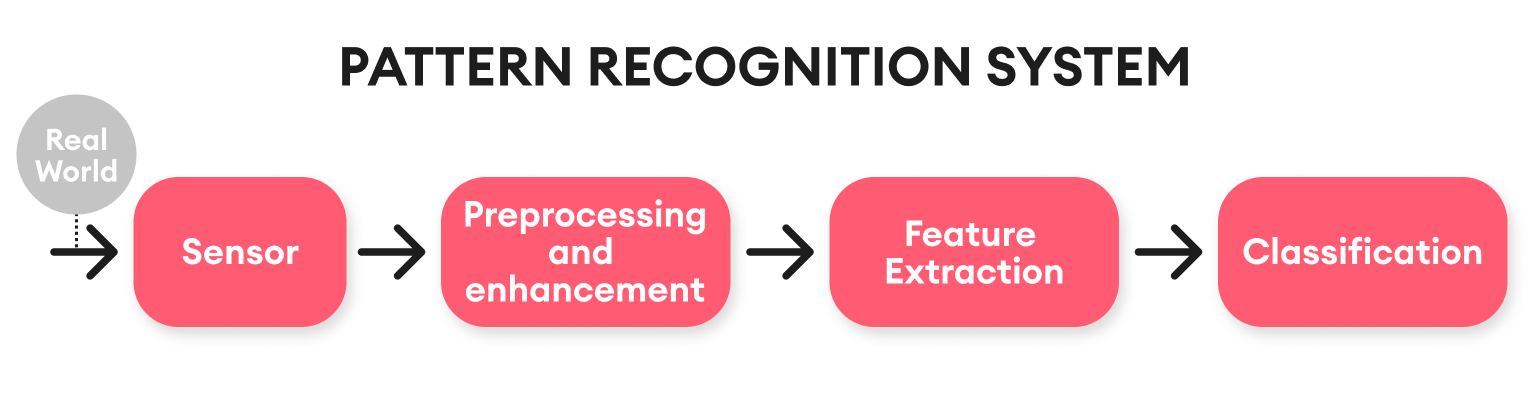 PATTERN RECOGNITION SYSTEM
Real
World
Sensor
Preprocessing
and
enhancement
Feature
Extraction
Classification